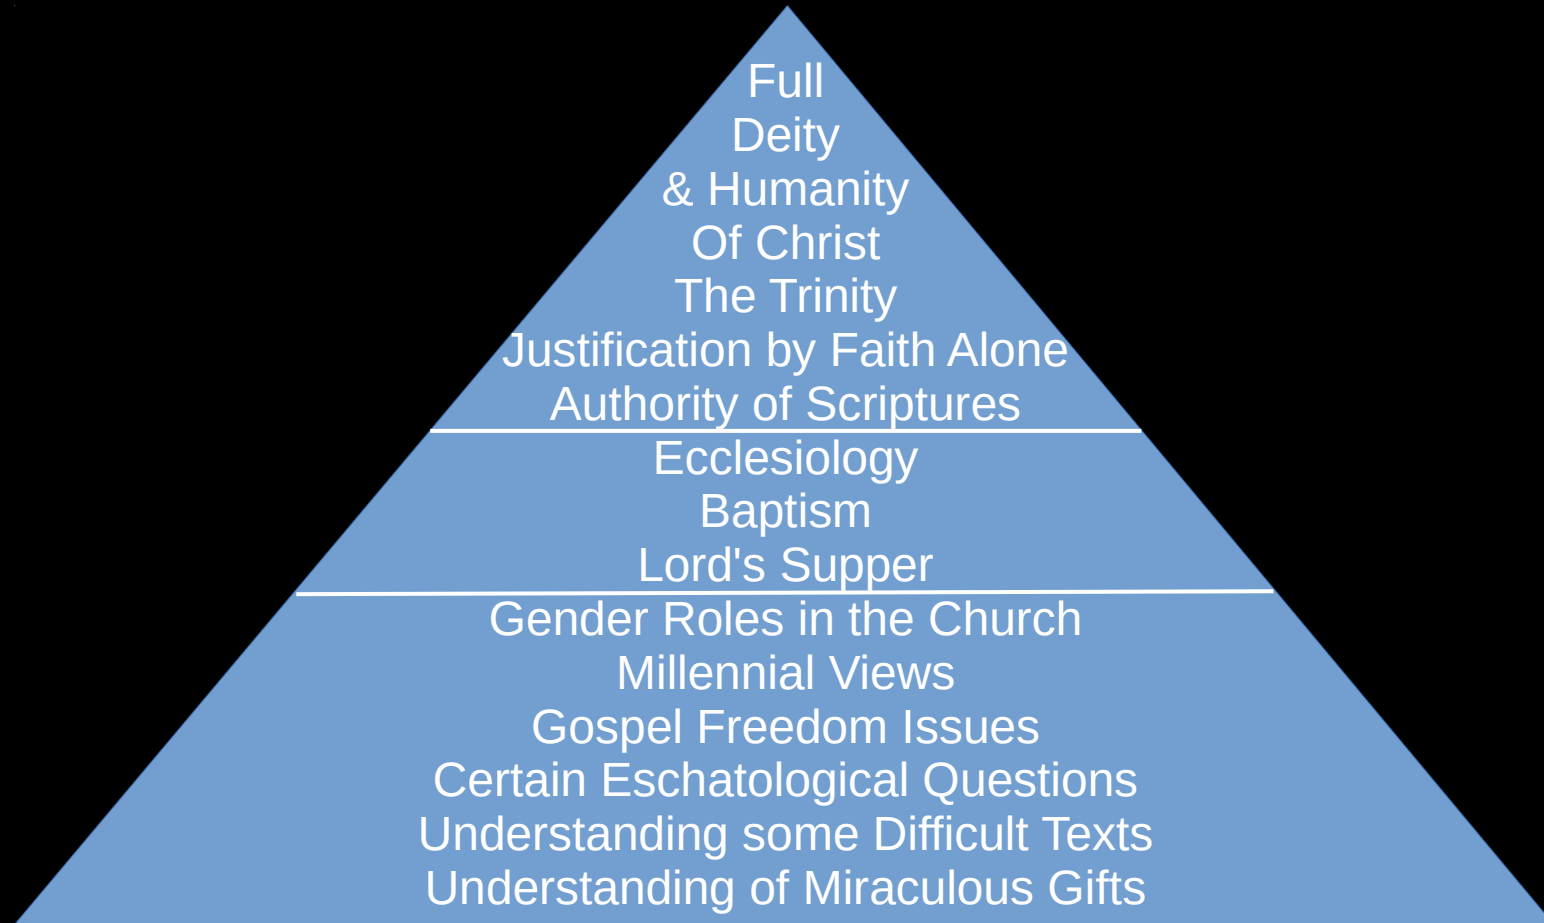 Full
Deity
& Humanity
Of Christ
The Trinity
Justification by Faith Alone
Authority of Scriptures
Ecclesiology
Baptism
Lord's Supper
Gender Roles in the Church
Millennial Views
Gospel Freedom Issues
Certain Eschatological Questions
Understanding some Difficult Texts
Understanding of Miraculous Gifts